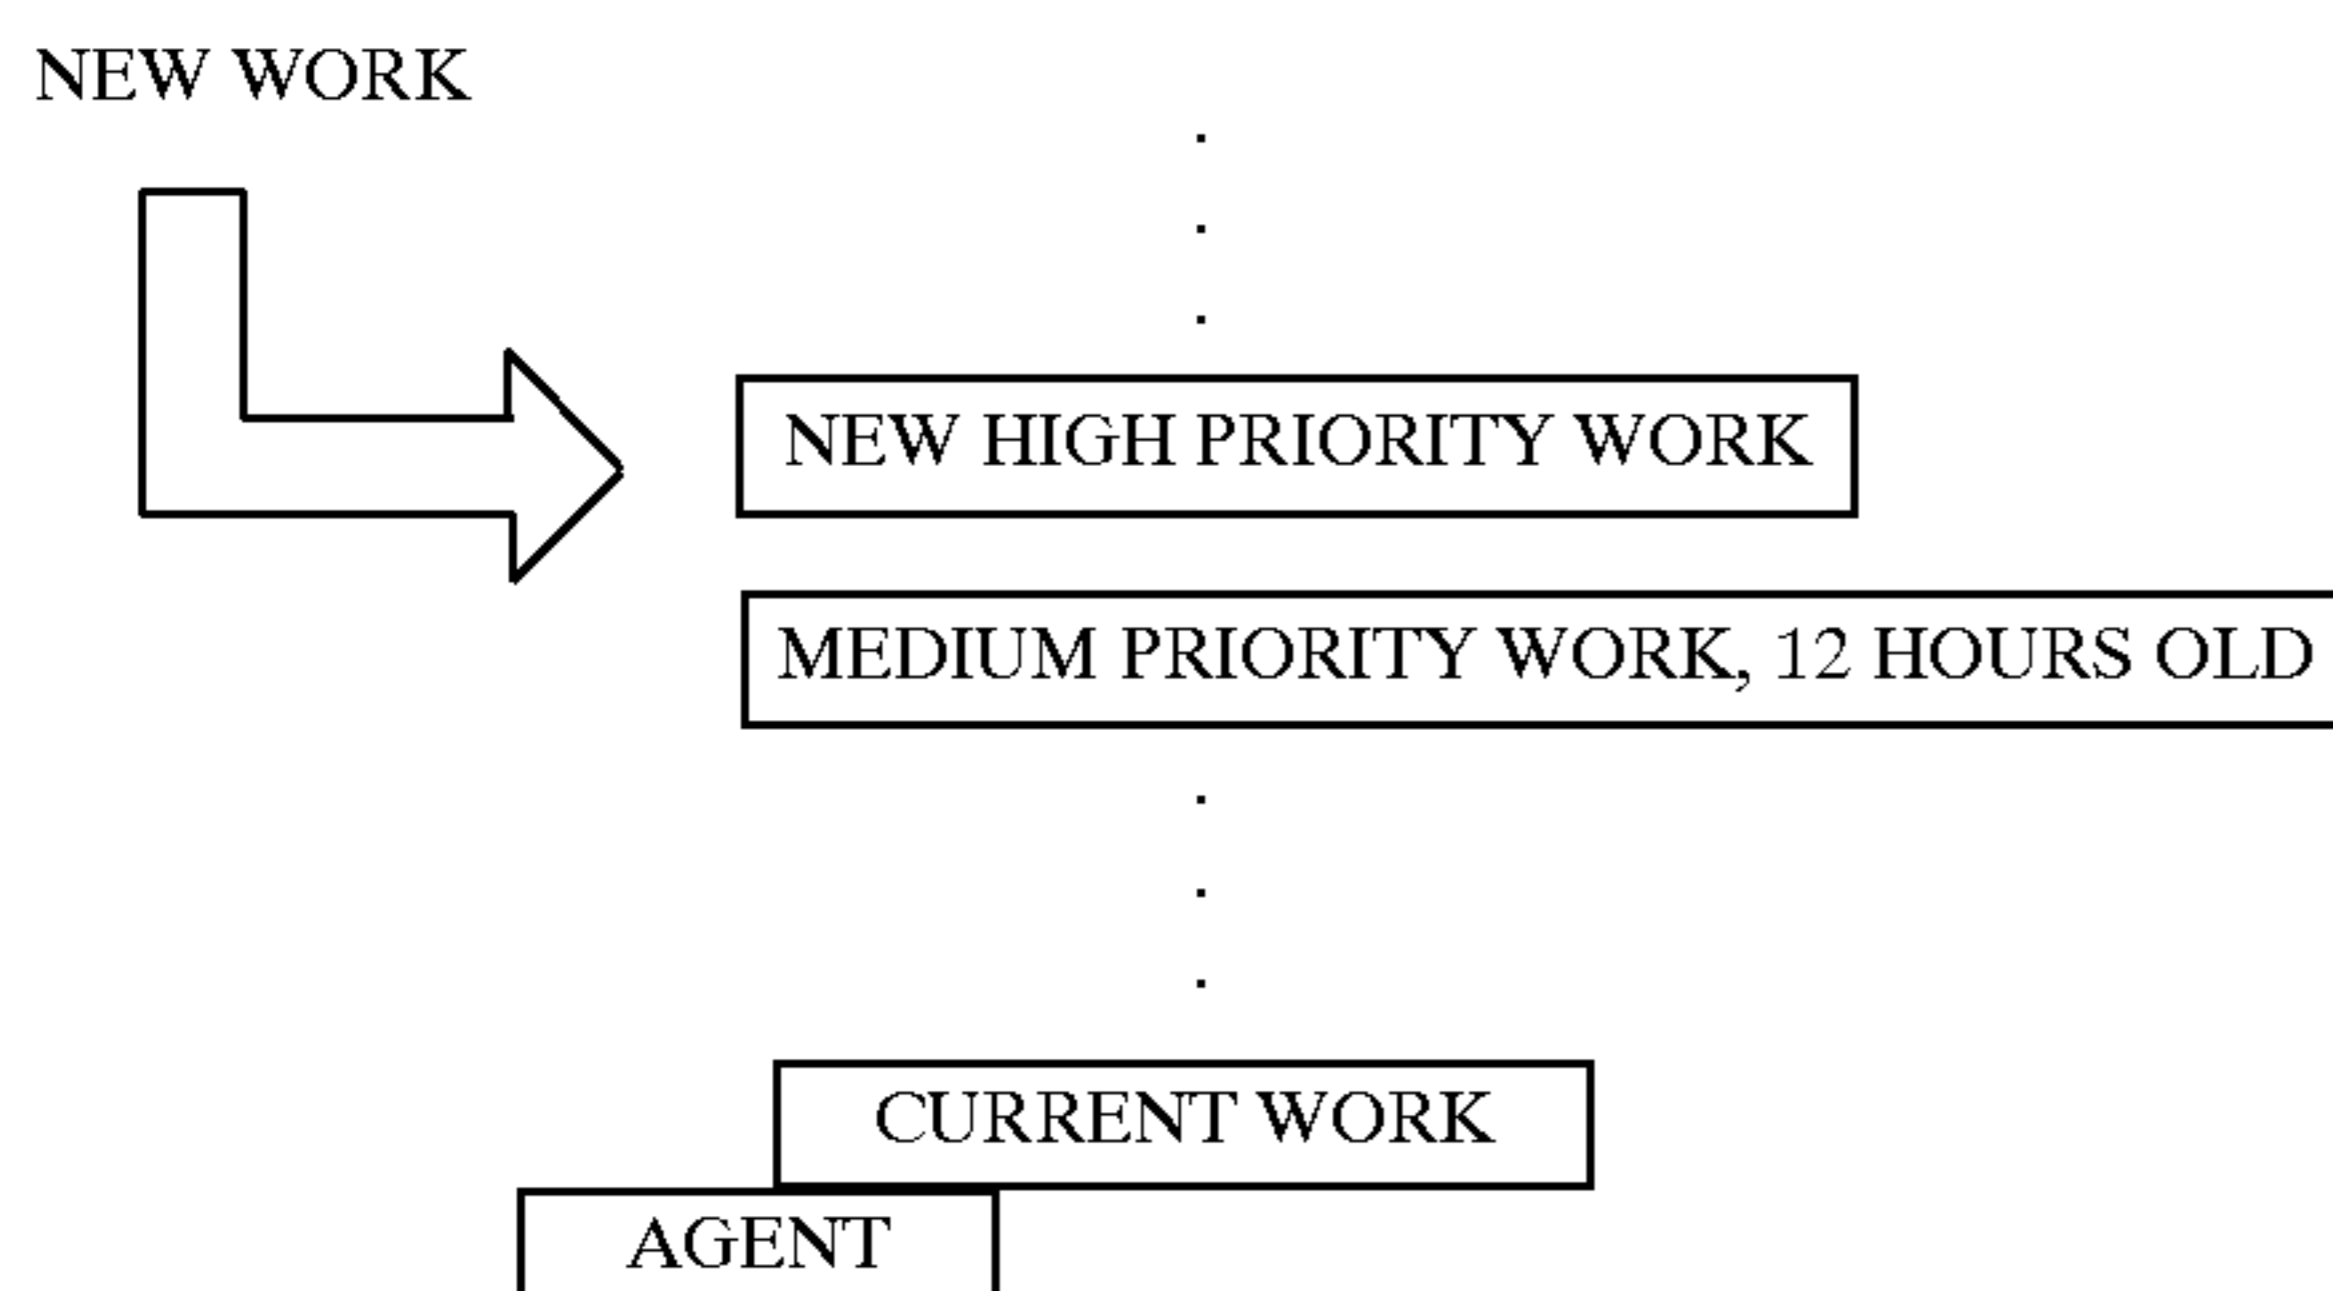 NEW WORK
NEW HIGH PRIORITY WORK
MEDIUM PRIORITY WORK, 12 HOURS OLD
CURRENT WORK
AGENT